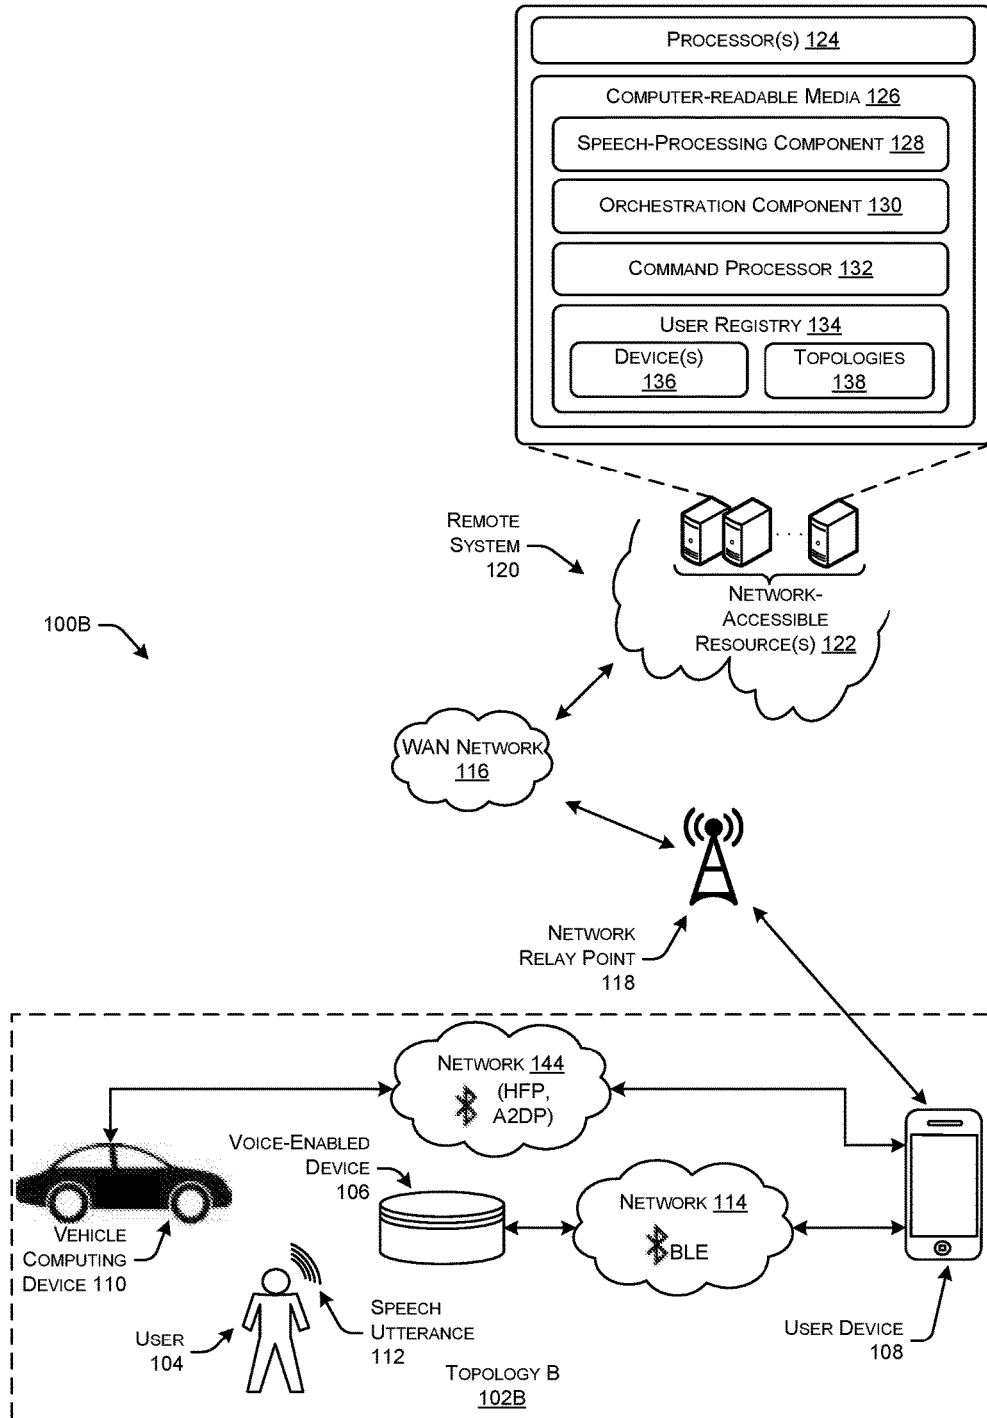 PROCESSOR(S) 124
COMPUTER-READABLE MEDIA 126
SPEECH-PROCESSING COMPONENT 128
ORCHESTRATION COMPONENT 130
COMMAND PROCESSOR 132
USER REGISTRY 134
DEVICE(S)
136
TOPOLOGIES
138
REMOTE
SYSTEM
120
NETWORK-
ACCESSIBLE
RESOURCE(S) 122
100B
WAN NETWORK
116
NETWORK
RELAY POINT
118
NETWORK 144
(HFP,
A2DP)
VOICE-ENABLED
DEVICE
106
NETWORK 114
BLE
VEHICLE
COMPUTING
DEVICE 110
USER
104
SPEECH
UTTERANCE
112
USER DEVICE
108
TOPOLOGY B
102B